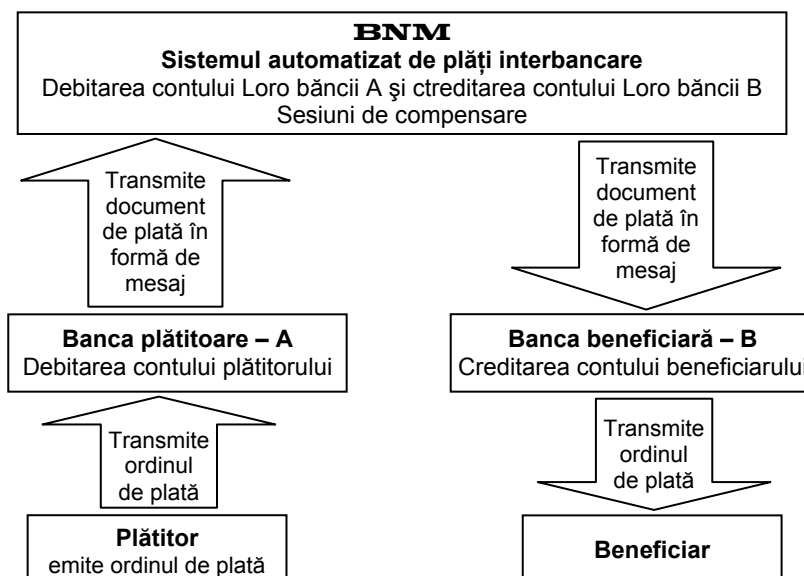 BNM
Sistemul automatizat de plăți interbancare
Debitarea contului Loro băncii A şi ctreditarea contului Loro băncii B
Sesiuni de compensare
Transmite
document
de plată în
formă de
mesaj
Transmite
document
de plată în
formă de
mesaj
Banca plătitoare – A
Debitarea contului plătitorului
Banca beneficiară – B
Creditarea contului beneficiarului
Transmite
ordinul
de plată
Transmite
ordinul
de plată
Plătitor
emite ordinul de plată
Beneficiar